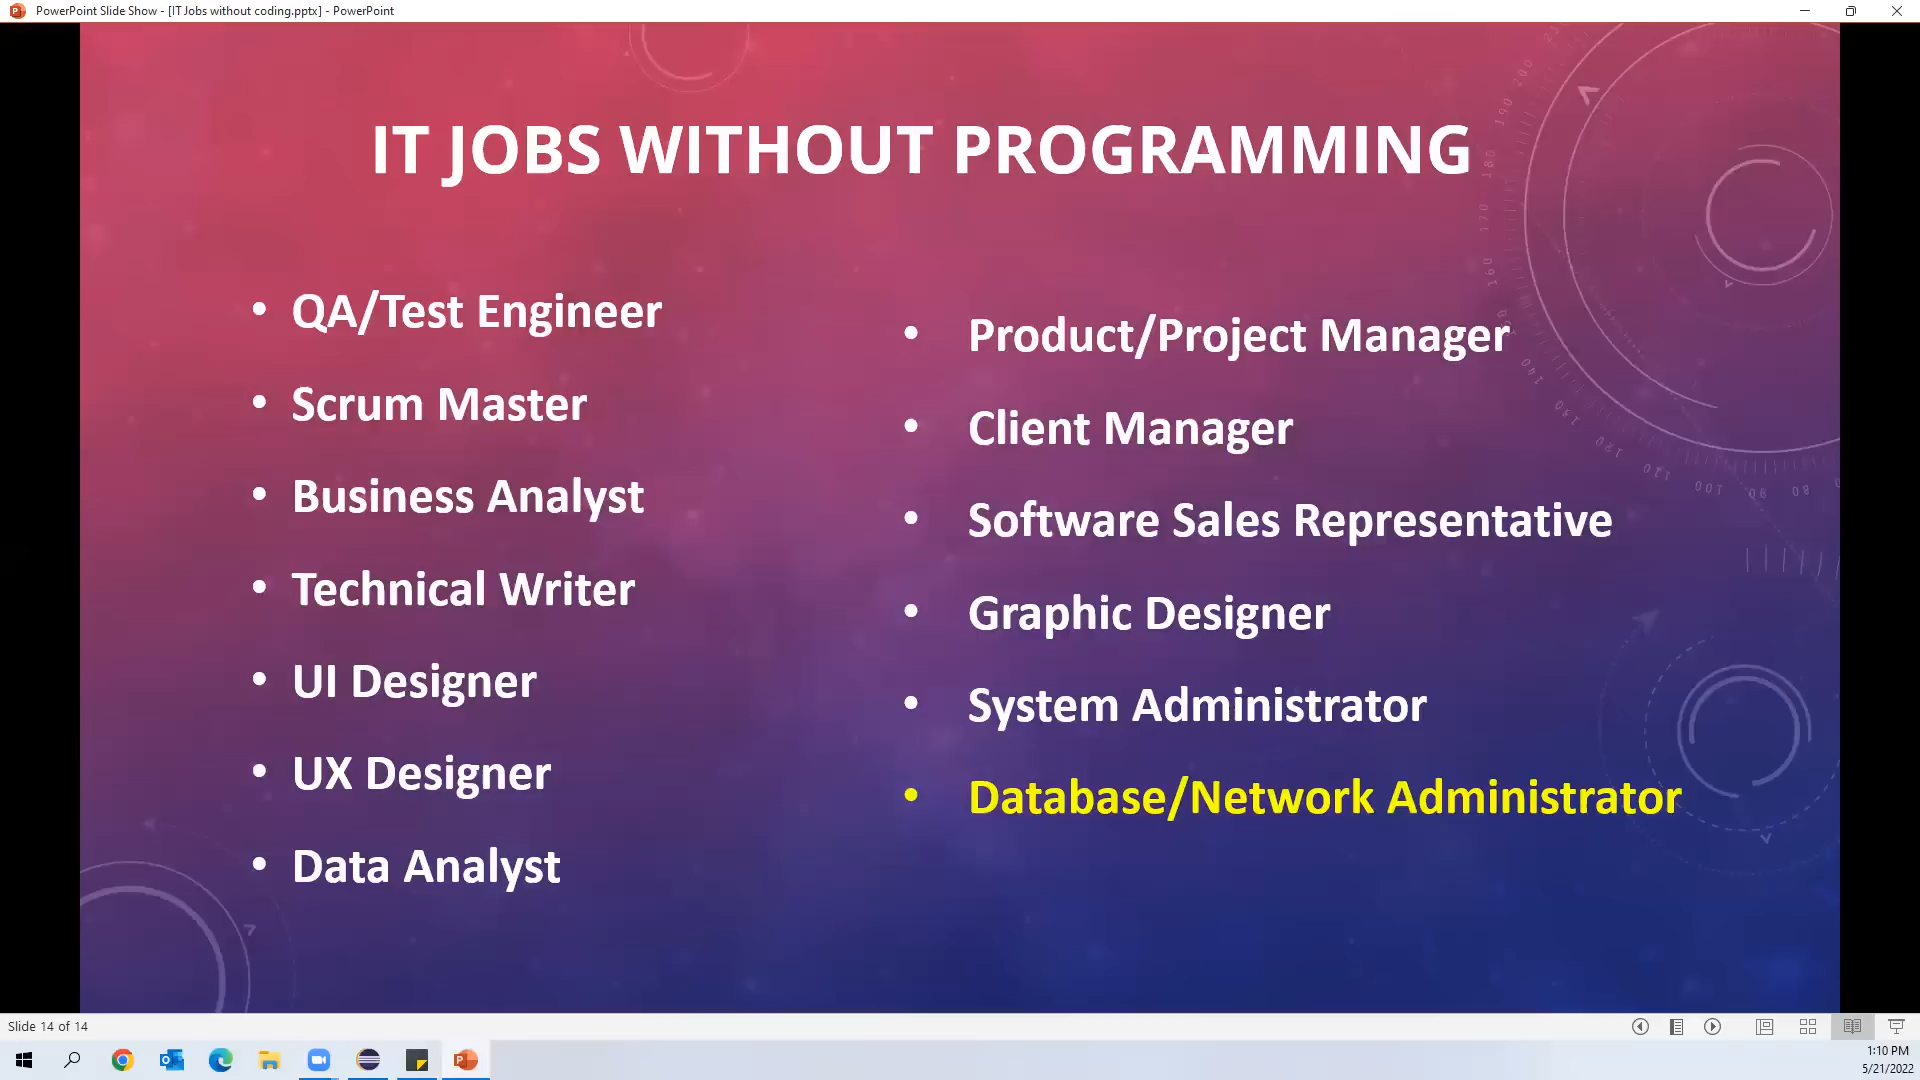 PowerPoint Slide Show - [IT Jobs without coding.pptx] - PowerPoint
IT JOBS WITHOUT PROGRAMMING
• QA/Test Engineer
• Scrum Master
• Business Analyst
• Technical Writer
• UI Designer
• UX Designer
• Data Analyst
• Product/Project Manager
• Client Manager
• Software Sales Representative
• Graphic Designer
• System Administrator
• Database/Network Administrator
Slide 14 of 14
1:10 PM
5/21/2022